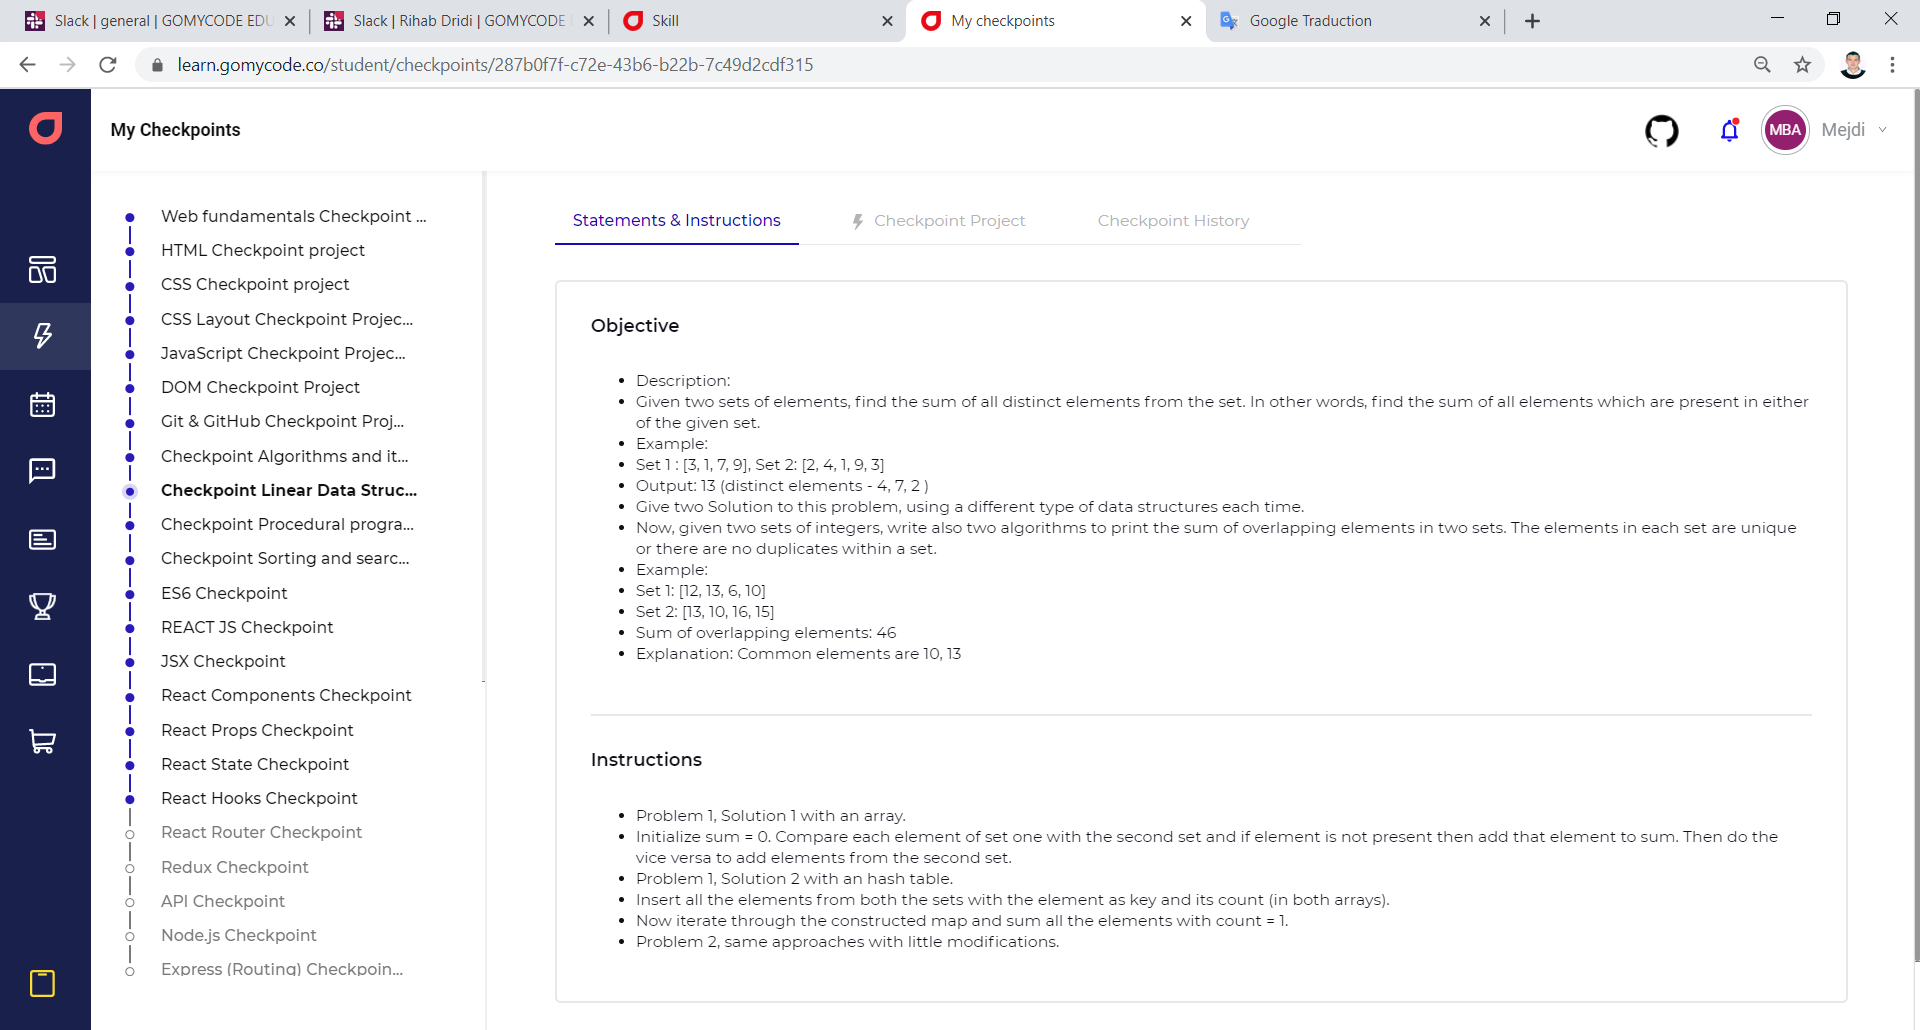 Slack | general | GOMYCODE EDU
Slack | Rihab Dridi | GOMYCODE
Skill
My checkpoints
Google Traduction
learn.gomycode.co/student/checkpoints/287b0f7f-c72e-43b6-b22b-7c49d2cdf315
My Checkpoints
MBA
Mejdi
Web fundamentals Checkpoint ...
HTML Checkpoint project
CSS Checkpoint project
CSS Layout Checkpoint Projec...
JavaScript Checkpoint Projec...
DOM Checkpoint Project
Git & GitHub Checkpoint Proj...
Checkpoint Algorithms and it...
Checkpoint Linear Data Struc...
Checkpoint Procedural progra...
Checkpoint Sorting and searc...
ES6 Checkpoint
REACT JS Checkpoint
JSX Checkpoint
React Components Checkpoint
React Props Checkpoint
React State Checkpoint
React Hooks Checkpoint
React Router Checkpoint
Redux Checkpoint
API Checkpoint
Node.js Checkpoint
Express (Routing) Checkpoin...
Statements & Instructions
Checkpoint Project
Checkpoint History
Objective
Description:
Given two sets of elements, find the sum of all distinct elements from the set. In other words, find the sum of all elements which are present in either
of the given set.
Example:
Set 1 : [3, 1, 7, 9], Set 2: [2, 4, 1, 9, 3]
Output: 13 (distinct elements - 4, 7, 2 )
Give two Solution to this problem, using a different type of data structures each time.
Now, given two sets of integers, write also two algorithms to print the sum of overlapping elements in two sets. The elements in each set are unique
or there are no duplicates within a set.
Example:
Set 1: [12, 13, 6, 10]
Set 2: [13, 10, 16, 15]
Sum of overlapping elements: 46
Explanation: Common elements are 10, 13
Instructions
Problem 1, Solution 1 with an array.
Initialize sum = 0. Compare each element of set one with the second set and if element is not present then add that element to sum. Then do the
vice versa to add elements from the second set.
Problem 1, Solution 2 with an hash table.
Insert all the elements from both the sets with the element as key and its count (in both arrays).
Now iterate through the constructed map and sum all the elements with count = 1.
Problem 2, same approaches with little modifications.